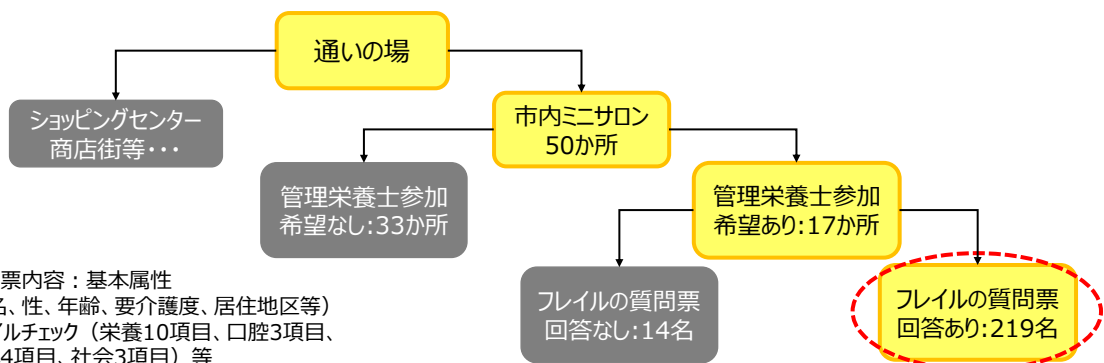 通いの場
ショッピングセンター
商店街等・・・
市内ミニサロン
50か所
管理栄養士参加
希望なし:33か所
管理栄養士参加
希望あり:17か所
フレイルの質問票
回答なし:14名
フレイルの質問票
回答あり:219名
票内容：基本属性
名、性、年齢、要介護度、居住地区等）
イルチェック（栄養10項目、口腔3項目、
4項目、社会3項目）等